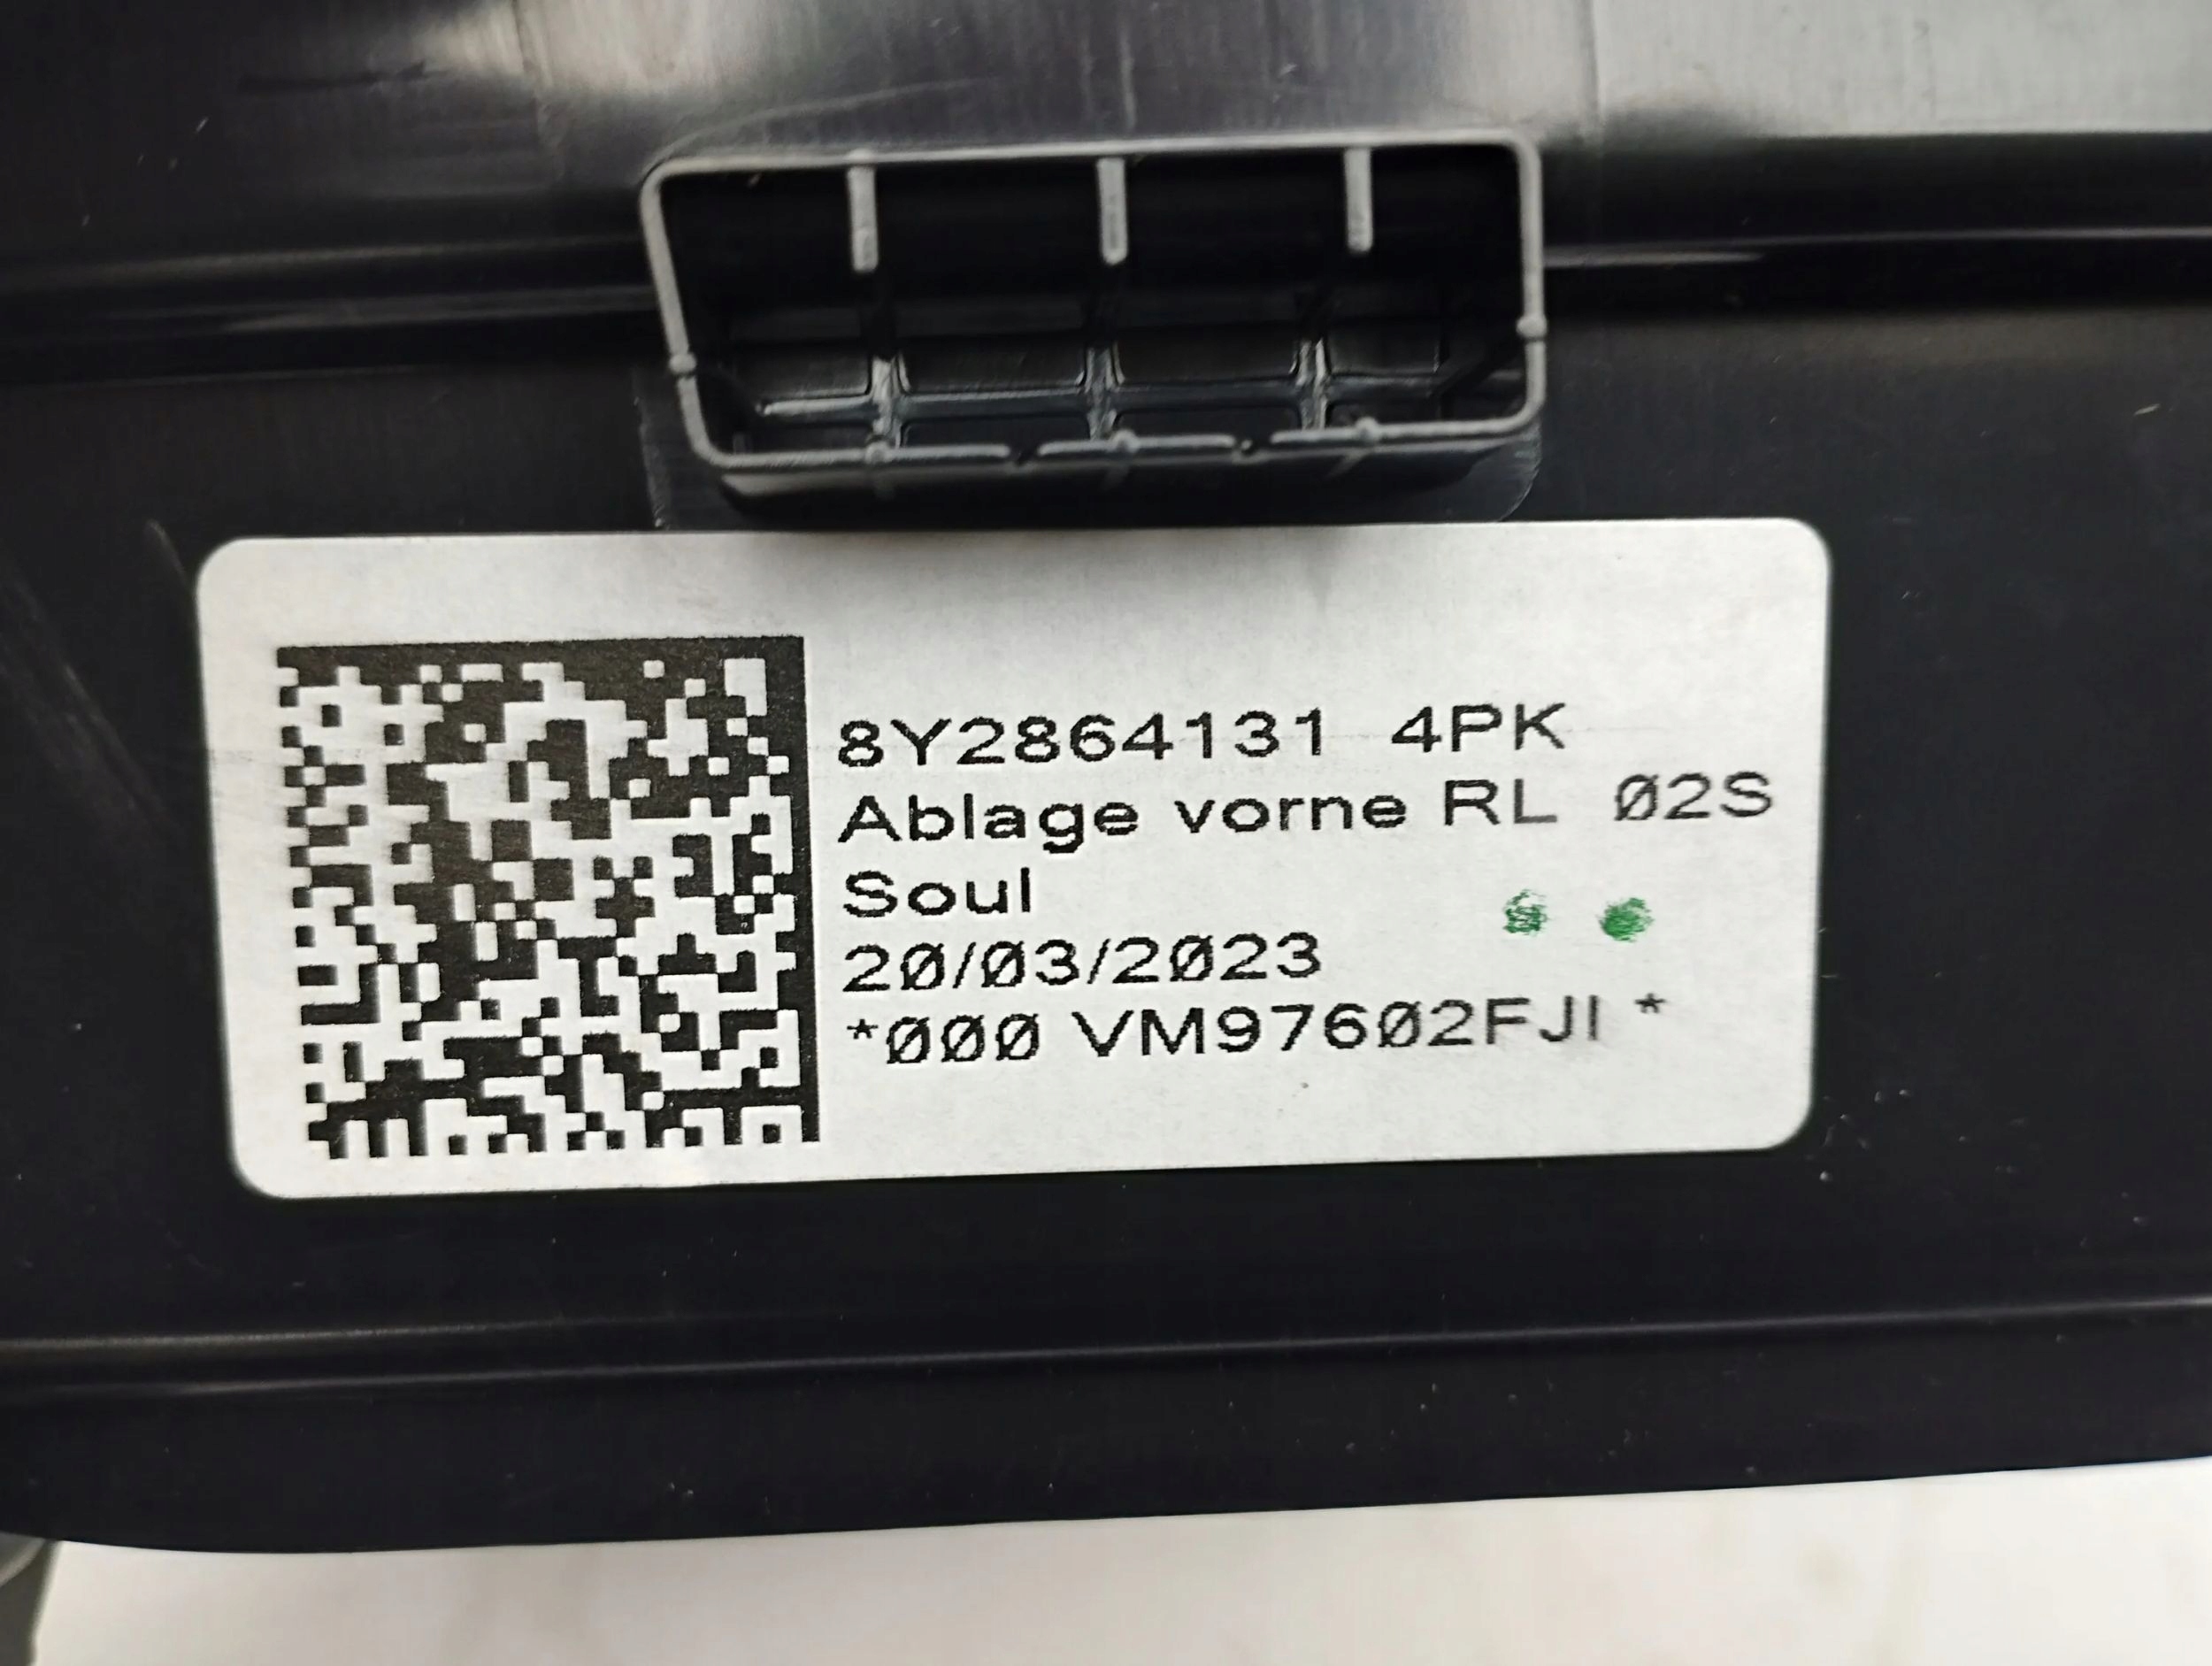 8Y2864131 4PK
Ablage vorne RL Ø2S
Soul
2Ø/Ø3/2Ø23
*ØØØ VM976Ø2FJI *